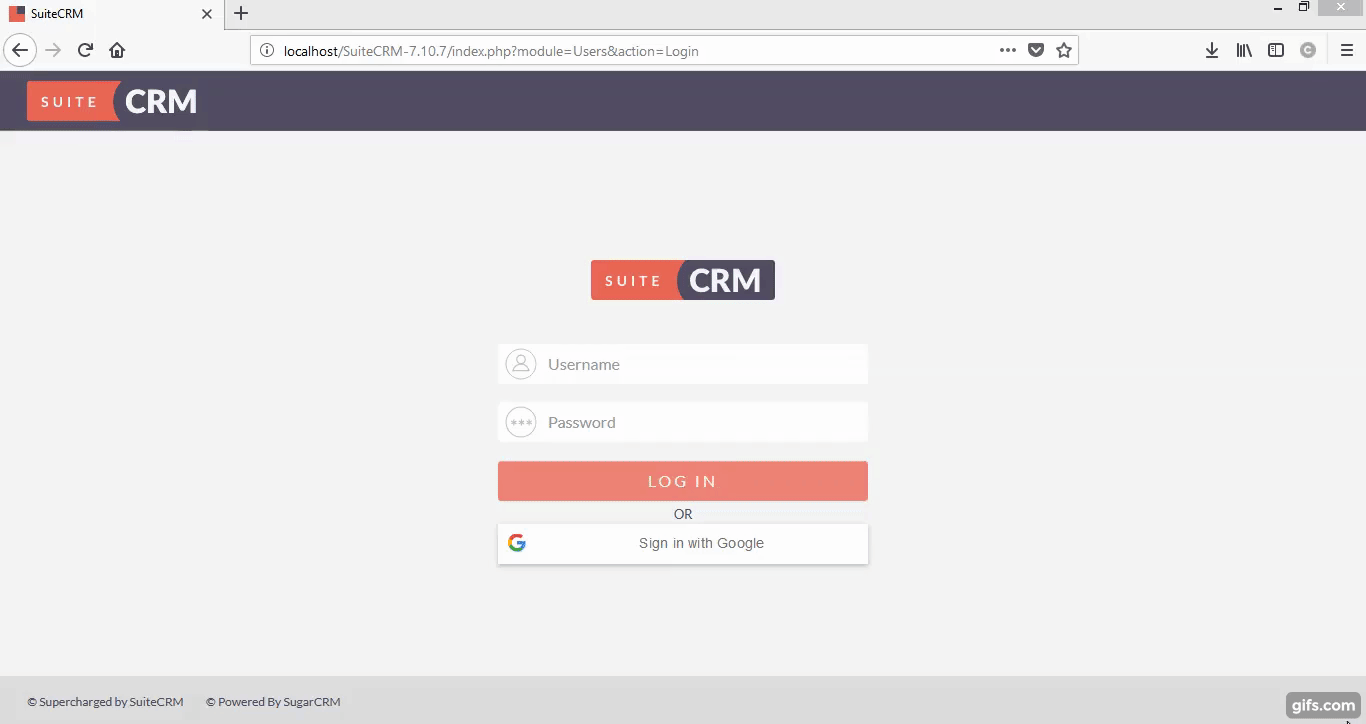 SuiteCRM
localhost/SuiteCRM-7.10.7/index.php?module=Users&action=Login
C
SUITE CRM
SUITE CRM
Username
*** Password
LOG IN
OR
G Sign in with Google
© Supercharged by SuiteCRM © Powered By SugarCRM
gifs.com